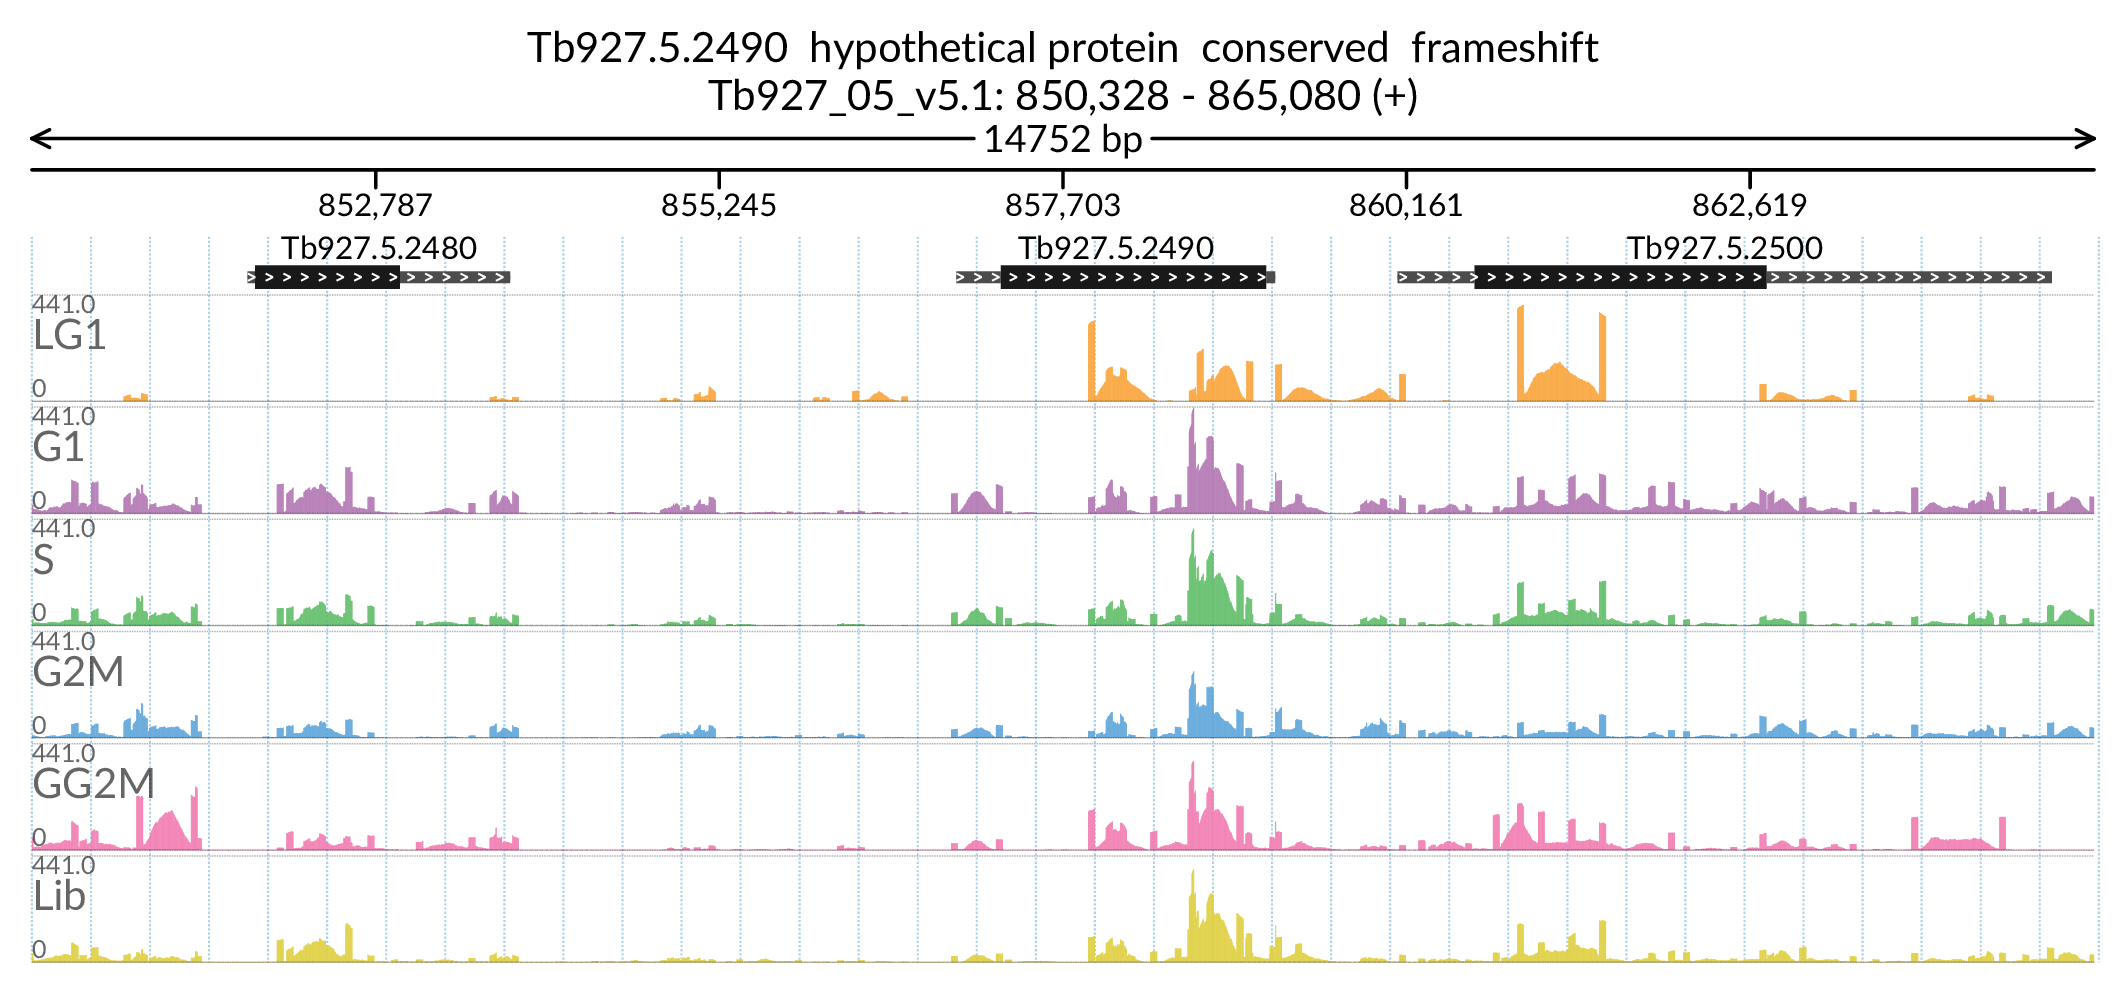 Tb927.5.2490 hypothetical protein conserved frameshift
Tb927_05_v5.1: 850,328 - 865,080 (+)
14752 bp
852,787 855,245 857,703 860,161 862,619
Tb927.5.2480 Tb927.5.2490 Tb927.5.2500
441.0
LG1
0
441.0
G1
0
441.0
S
0
441.0
G2M
0
441.0
GG2M
0
441.0
Lib
0